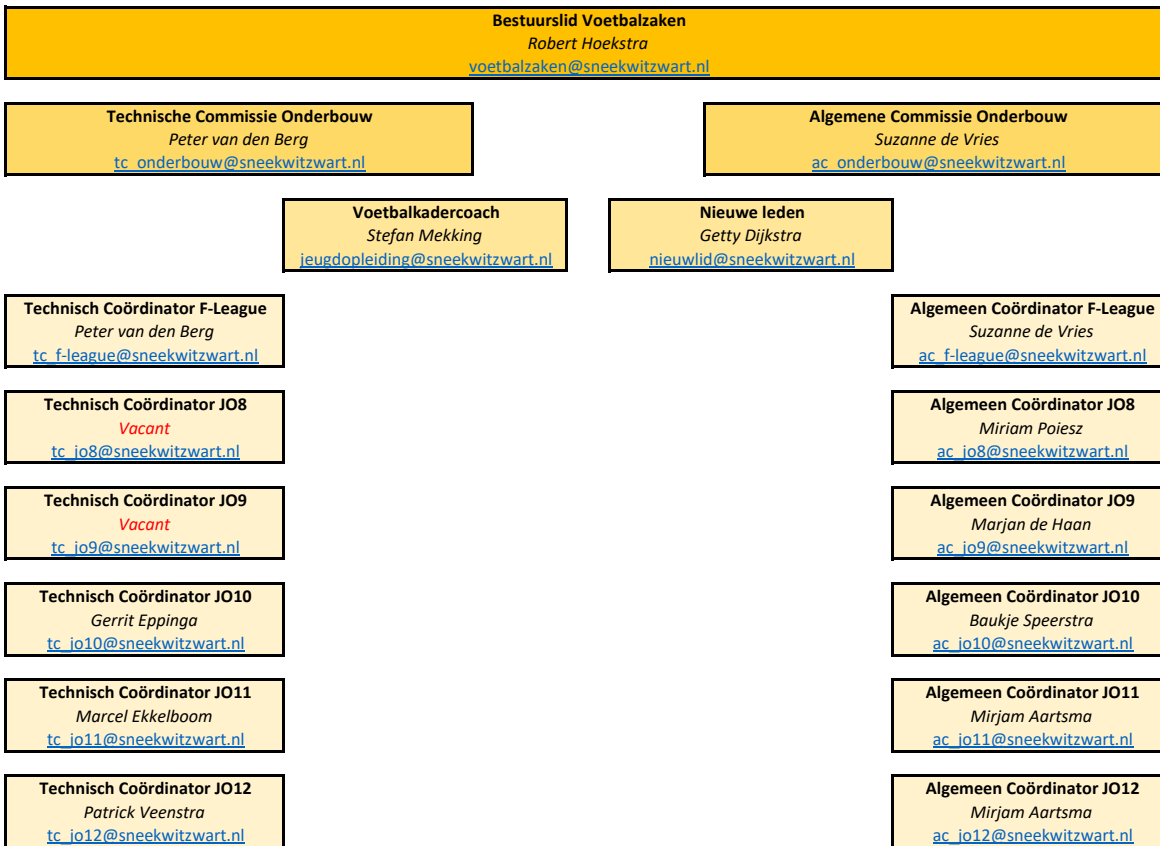 Bestuurslid Voetbalzaken
Robert Hoekstra
voetbalzaken@sneekwitzwart.nl
Technische Commissie Onderbouw
Peter van den Berg
tc_onderbouw@sneekwitzwart.nl
Algemene Commissie Onderbouw
Suzanne de Vries
ac_onderbouw@sneekwitzwart.nl
Voetbalkadercoach
Stefan Mekking
jeugdopleiding@sneekwitzwart.nl
Nieuwe leden
Getty Dijkstra
nieuwlid@sneekwitzwart.nl
Technisch Coördinator F-League
Peter van den Berg
tc_f-league@sneekwitzwart.nl
Algemeen Coördinator F-League
Suzanne de Vries
ac_f-league@sneekwitzwart.nl
Technisch Coördinator JO8
Vacant
tc_jo8@sneekwitzwart.nl
Algemeen Coördinator JO8
Miriam Poiesz
ac_jo8@sneekwitzwart.nl
Technisch Coördinator JO9
Vacant
tc_jo9@sneekwitzwart.nl
Algemeen Coördinator JO9
Marjan de Haan
ac_jo9@sneekwitzwart.nl
Technisch Coördinator JO10
Gerrit Eppinga
tc_jo10@sneekwitzwart.nl
Algemeen Coördinator JO10
Baukje Speerstra
ac_jo10@sneekwitzwart.nl
Technisch Coördinator JO11
Marcel Ekkelboom
tc_jo11@sneekwitzwart.nl
Algemeen Coördinator JO11
Mirjam Aartsma
ac_jo11@sneekwitzwart.nl
Technisch Coördinator JO12
Patrick Veenstra
tc_jo12@sneekwitzwart.nl
Algemeen Coördinator JO12
Mirjam Aartsma
ac_jo12@sneekwitzwart.nl